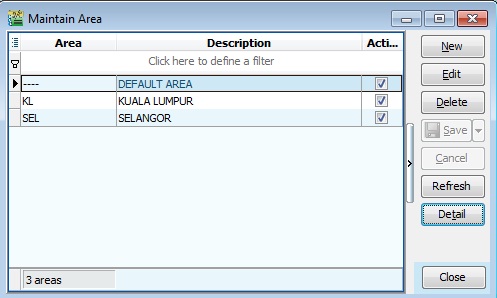 Maintain Area
Area Description Acti...
Click here to define a filter
---- DEFAULT AREA
KL KUALA LUMPUR
SEL SELANGOR
3 areas
New
Edit
Delete
Save
Cancel
Refresh
Detail
Close